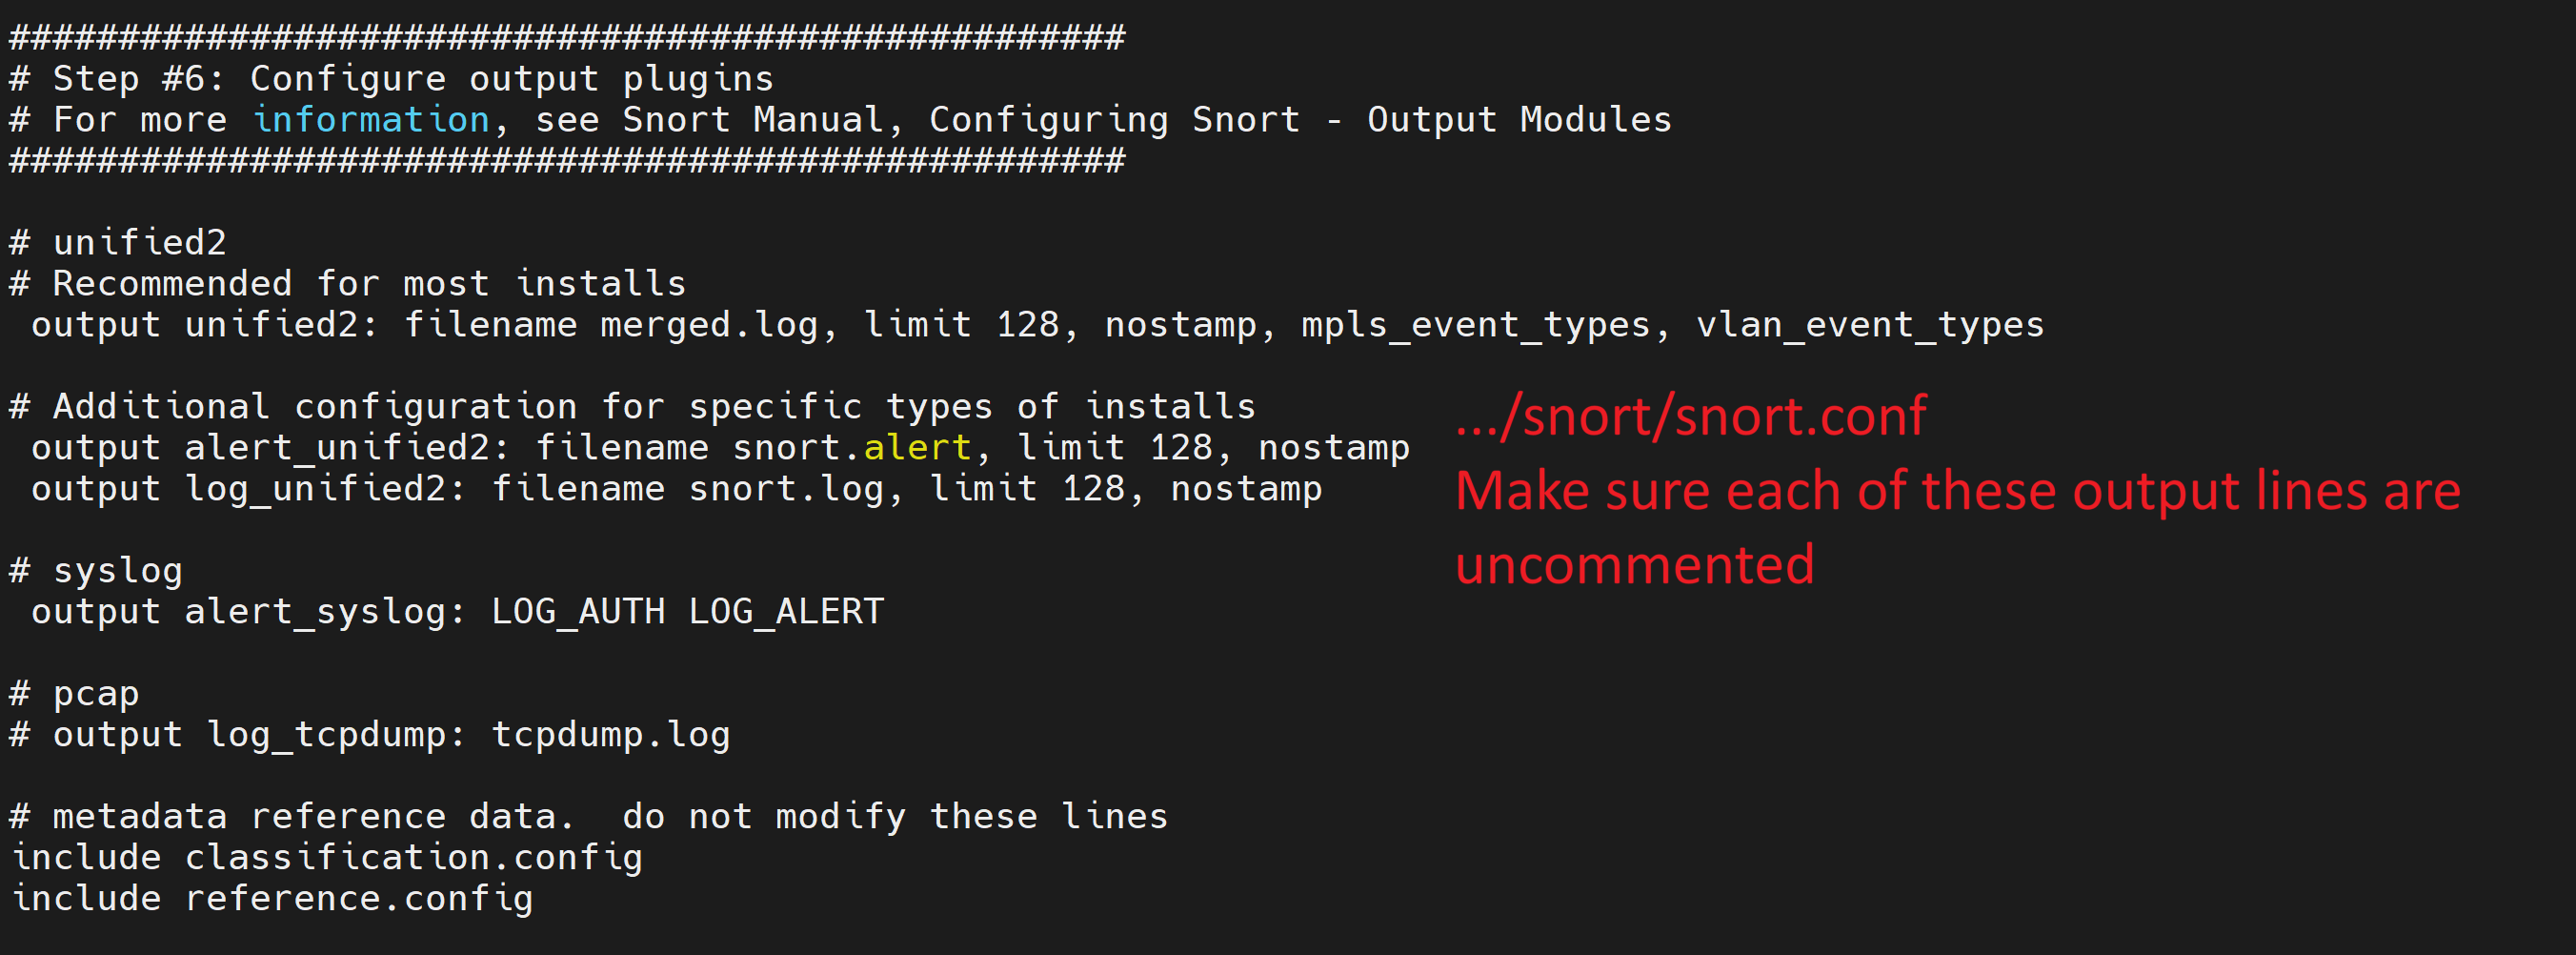 ###################################################
# Step #6: Configure output plugins
# For more information, see Snort Manual, Configuring Snort - Output Modules
###################################################
# unified2
# Recommended for most installs
output unified2: filename merged.log, limit 128, nostamp, mpls_event_types, vlan_event_types
# Additional configuration for specific types of installs
output alert_unified2: filename snort.alert, limit 128, nostamp
output log_unified2: filename snort.log, limit 128, nostamp
# syslog
output alert_syslog: LOG_AUTH LOG_ALERT
# pcap
# output log_tcpdump: tcpdump.log
# metadata reference data.  do not modify these lines
include classification.config
include reference.config
.../snort/snort.conf
Make sure each of these output lines are
uncommented